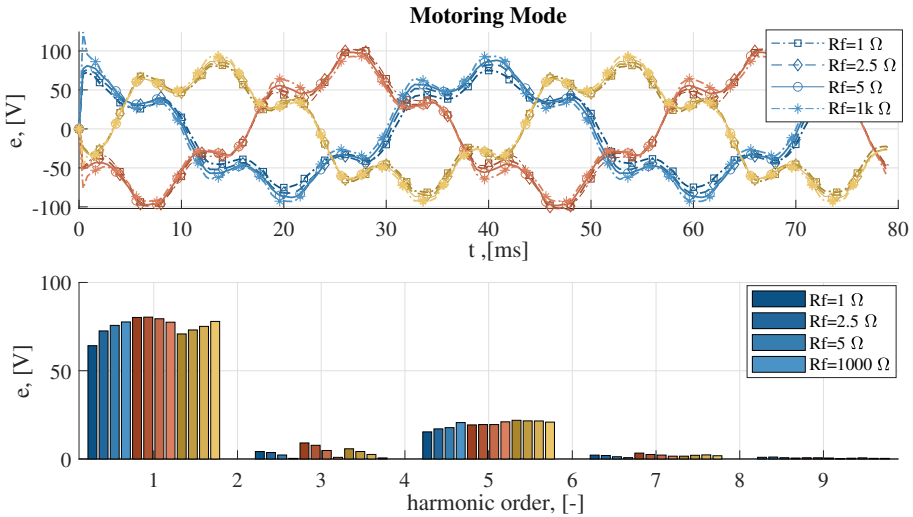 Motoring Mode
e, [V]
100
50
0
-50
-100
0 10 20 30 40 50 60 70 80
t ,[ms]
Rf=1 Ω
Rf=2.5 Ω
Rf=5 Ω
Rf=1k Ω
e, [V]
100
50
0
1 2 3 4 5 6 7 8 9
harmonic order, [-]
Rf=1 Ω
Rf=2.5 Ω
Rf=5 Ω
Rf=1000 Ω